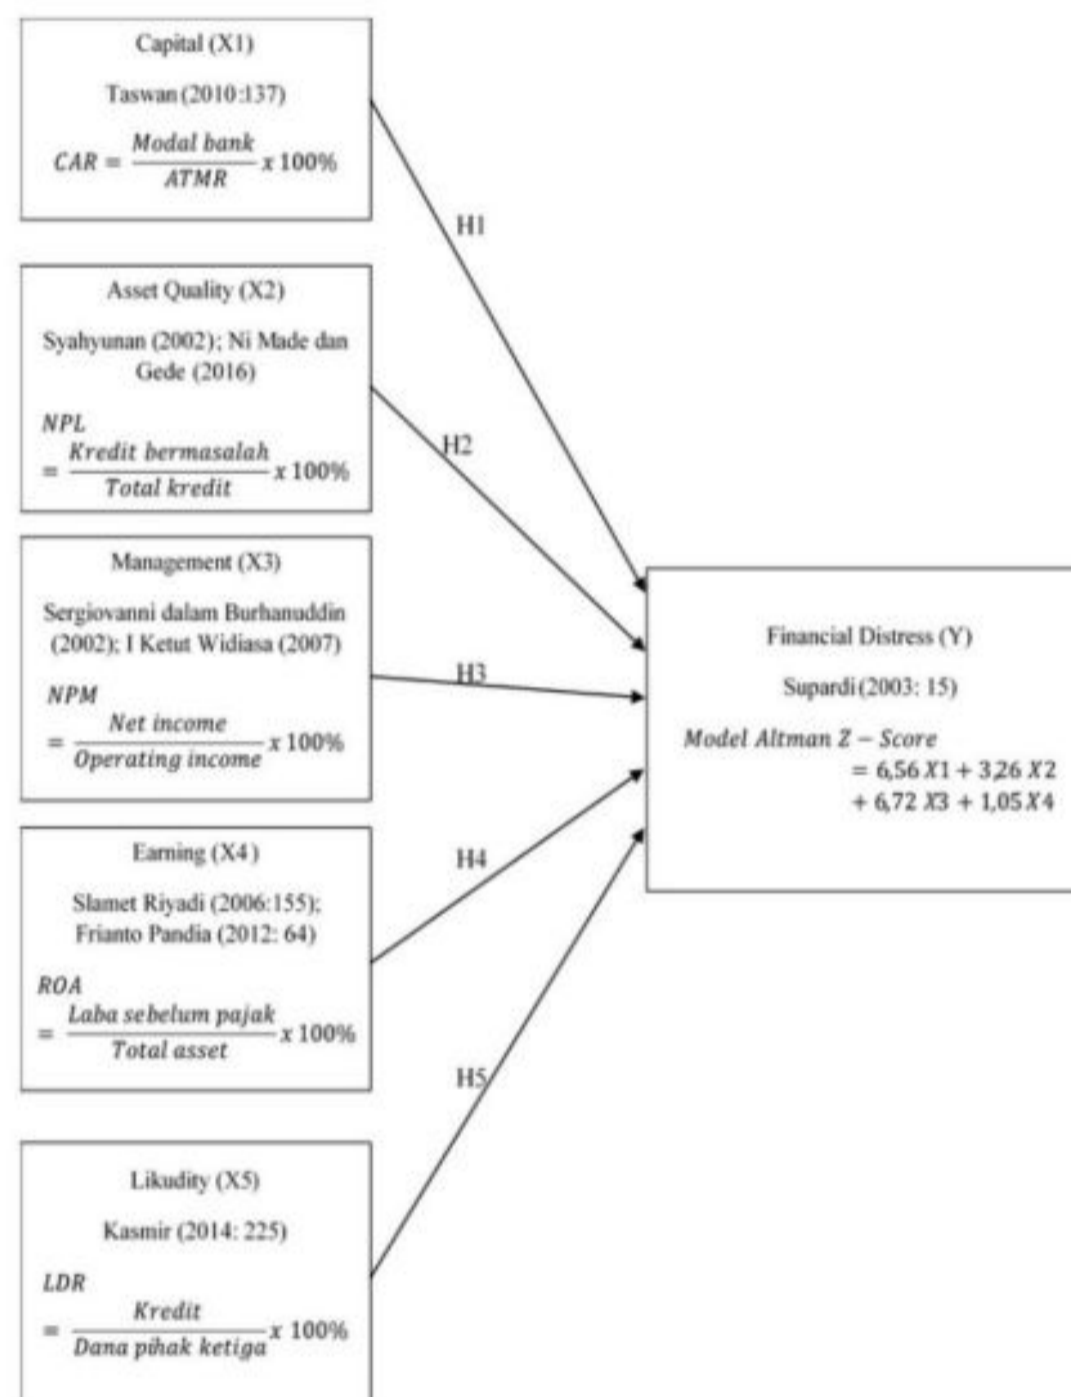 Capital (X1)
Taswan (2010:137)
CAR = Modal bank / ATMR x 100%
H1
Asset Quality (X2)
Syahyunan (2002); Ni Made dan
Gede (2016)
NPL
= Kredit bermasalah / Total kredit x 100%
H2
Management (X3)
Sergiovanni dalam Burhanuddin
(2002); I Ketut Widiasa (2007)
NPM
= Net income / Operating income x 100%
H3
Financial Distress (Y)
Supardi (2003: 15)
Model Altman Z – Score
= 6,56 X1 + 3,26 X2
+ 6,72 X3 + 1,05 X4
Earning (X4)
Slamet Riyadi (2006:155);
Frianto Pandia (2012: 64)
ROA
= Laba sebelum pajak / Total asset x 100%
H4
Likudity (X5)
Kasmir (2014: 225)
LDR
= Kredit / Dana pihak ketiga x 100%
H5